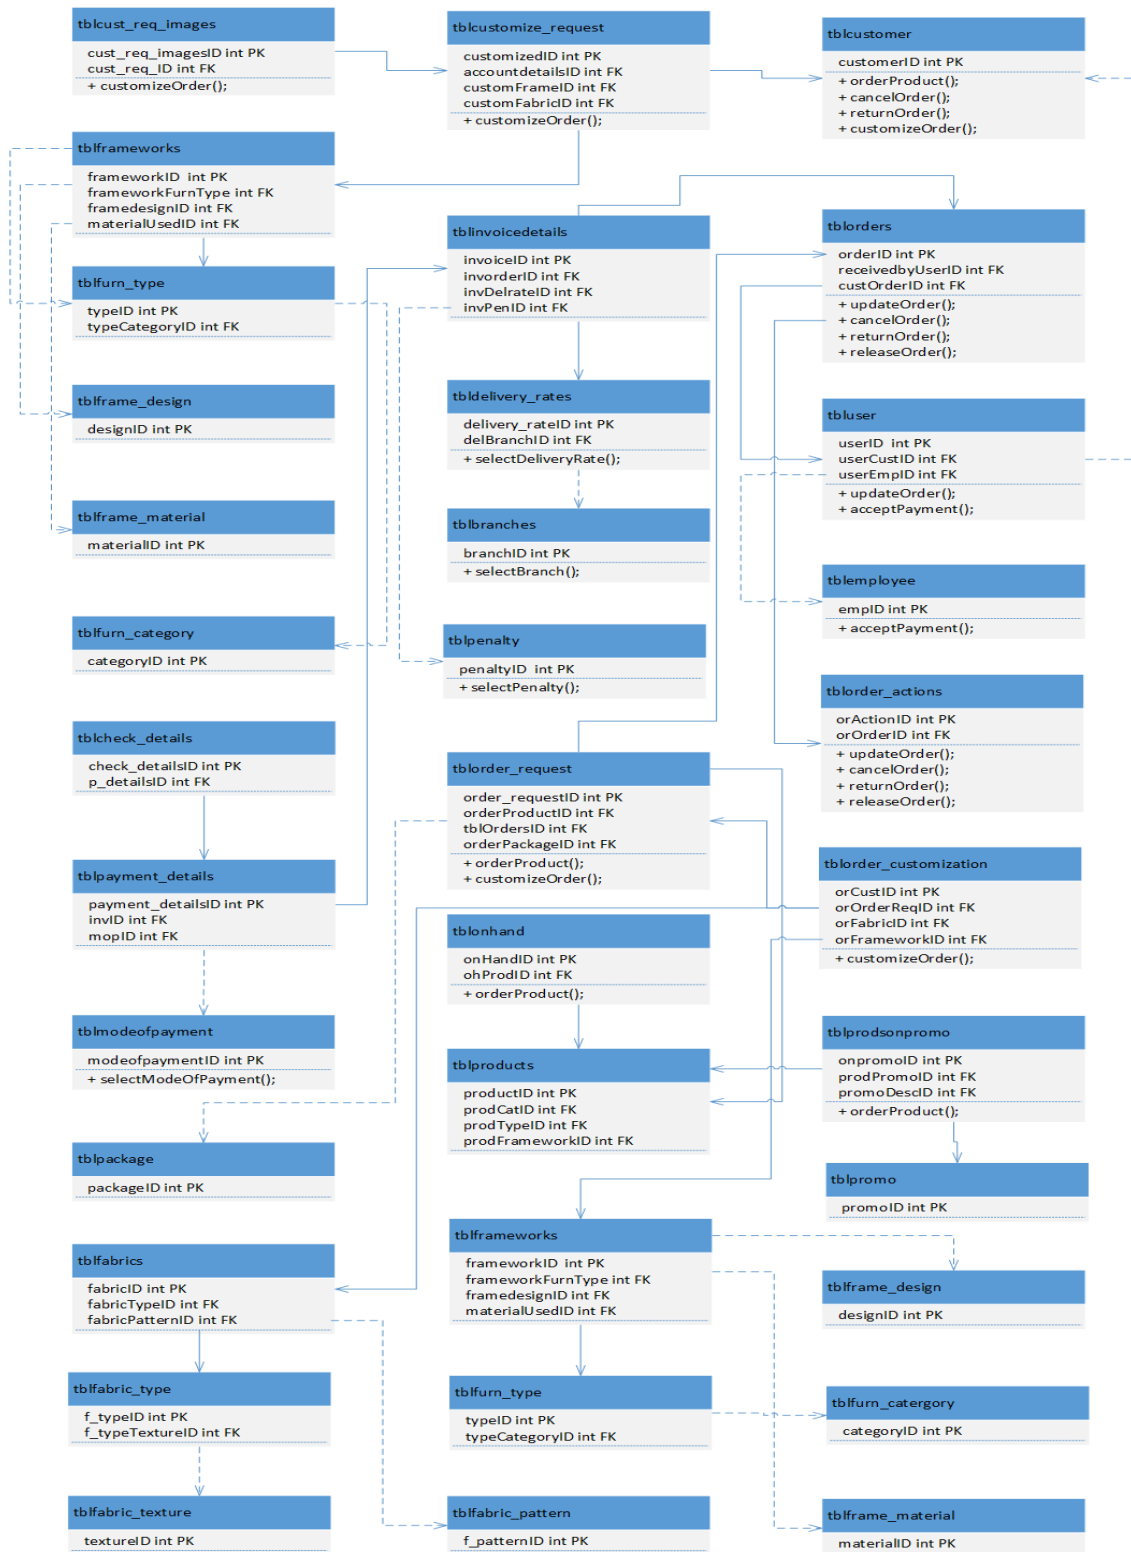 tblcust_req_images
cust_req_imagesID int PK
cust_req_ID int FK
+ customizeOrder();
tblcustomize_request
customizedID int PK
accountdetailsID int FK
customFrameID int FK
customFabricID int FK
+ customizeOrder();
tblcustomer
customerID int PK
+ orderProduct();
+ cancelOrder();
+ returnOrder();
+ customizeOrder();
tblframeworks
frameworkID  int PK
frameworkFurnType int FK
framedesignID int FK
materialUsedID int FK
tblinvoicedetails
invoiceID int PK
invorderID int FK
invDelrateID int FK
invPenID int FK
tblorders
orderID int PK
receivedbyUserID int FK
custOrderID int FK
+ updateOrder();
+ cancelOrder();
+ returnOrder();
+ releaseOrder();
tblfurn_type
typeID int PK
typeCategoryID int FK
tblframe_design
designID int PK
tbldelivery_rates
delivery_rateID int PK
delBranchID int FK
+ selectDeliveryRate();
tbluser
userID  int PK
userCustID int FK
userEmpID int FK
+ updateOrder();
+ acceptPayment();
tblframe_material
materialID int PK
tblbranches
branchID int PK
+ selectBranch();
tblemployee
empID int PK
+ acceptPayment();
tblfurn_category
categoryID int PK
tblpenalty
penaltyID  int PK
+ selectPenalty();
tblorder_actions
orActionID int PK
orOrderID int FK
+ updateOrder();
+ cancelOrder();
+ returnOrder();
+ releaseOrder();
tblcheck_details
check_detailsID int PK
p_detailsID int FK
tblorder_request
order_requestID int PK
orderProductID int FK
tblOrdersID int FK
orderPackageID int FK
+ orderProduct();
+ customizeOrder();
tblpayment_details
payment_detailsID int PK
invID int FK
mopID int FK
tblorder_customization
orCustID int PK
orOrderReqID int FK
orFabricID int FK
orFrameworkID int FK
+ customizeOrder();
tblonhand
onHandID int PK
ohProdID int FK
+ orderProduct();
tblmodeofpayment
modeofpaymentID int PK
+ selectModeOfPayment();
tblproducts
productID int PK
prodCatID int FK
prodTypeID int FK
prodFrameworkID int FK
tblprodsonpromo
onpromoID int PK
prodPromoID int FK
promoDescID int FK
+ orderProduct();
tblpackage
packageID int PK
tblpromo
promoID int PK
tblfabrics
fabricID int PK
fabricTypeID int FK
fabricPatternID int FK
tblframeworks
frameworkID  int PK
frameworkFurnType int FK
framedesignID int FK
materialUsedID int FK
tblframe_design
designID int PK
tblfabric_type
f_typeID int PK
f_typeTextureID int FK
tblfurn_type
typeID int PK
typeCategoryID int FK
tblfurn_catergory
categoryID int PK
tblfabric_texture
textureID int PK
tblfabric_pattern
f_patternID int PK
tblframe_material
materialID int PK